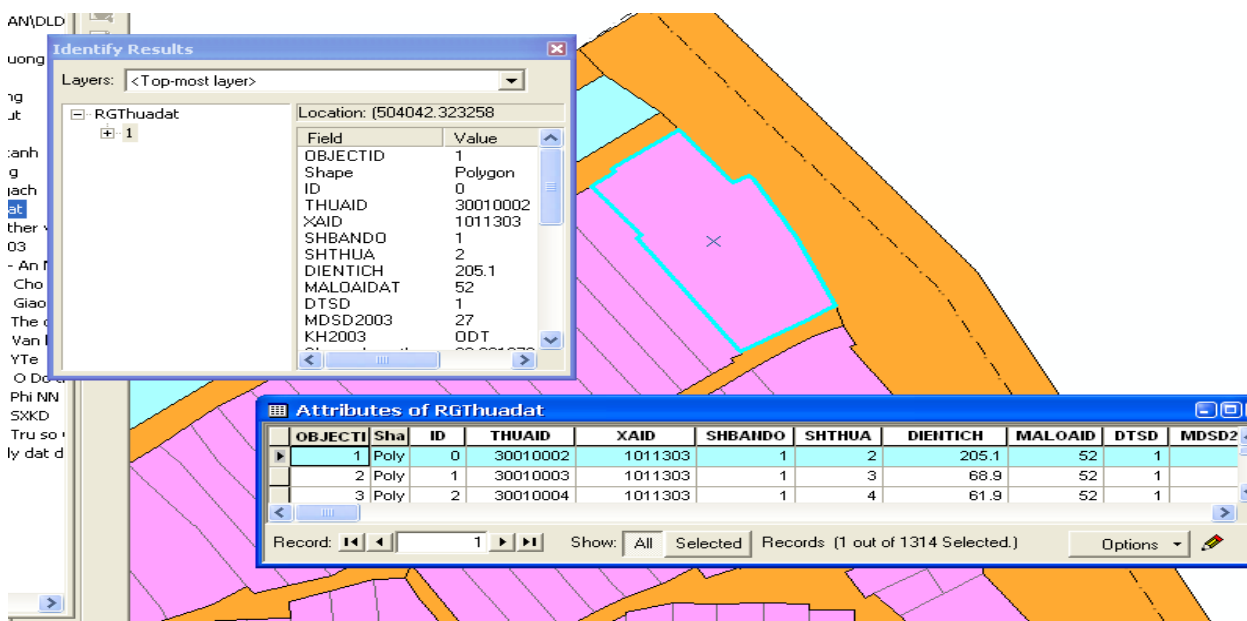 AN\DLD
uong
ng
ut
canh
g
gach
at
ther v
03
- An N
Cho
Giao
The d
Van
YTe
O Do
Phi NN
SXKD
Tru so
ly dat d
Identify Results
Layers: <Top-most layer>
RGThuadat
1
Location: (504042.323258
Field Value
OBJECTID 1
Shape Polygon
ID 0
THUAID 30010002
XAID 1011303
SHBANDO 1
SHTHUA 2
DIENTICH 205.1
MALOAIDAT 52
DTSD 1
MDSD2003 27
KH2003 ODT
Attributes of RGThuadat
OBJECTI Sha ID THUAID XAID SHBANDO SHTHUA DIENTICH MALOAID DTSD MDSD2
1 Poly 0 30010002 1011303 1 2 205.1 52 1
2 Poly 1 30010003 1011303 1 3 68.9 52 1
3 Poly 2 30010004 1011303 1 4 61.9 52 1
Record: 1 Show: All Selected Records (1 out of 1314 Selected.) Options